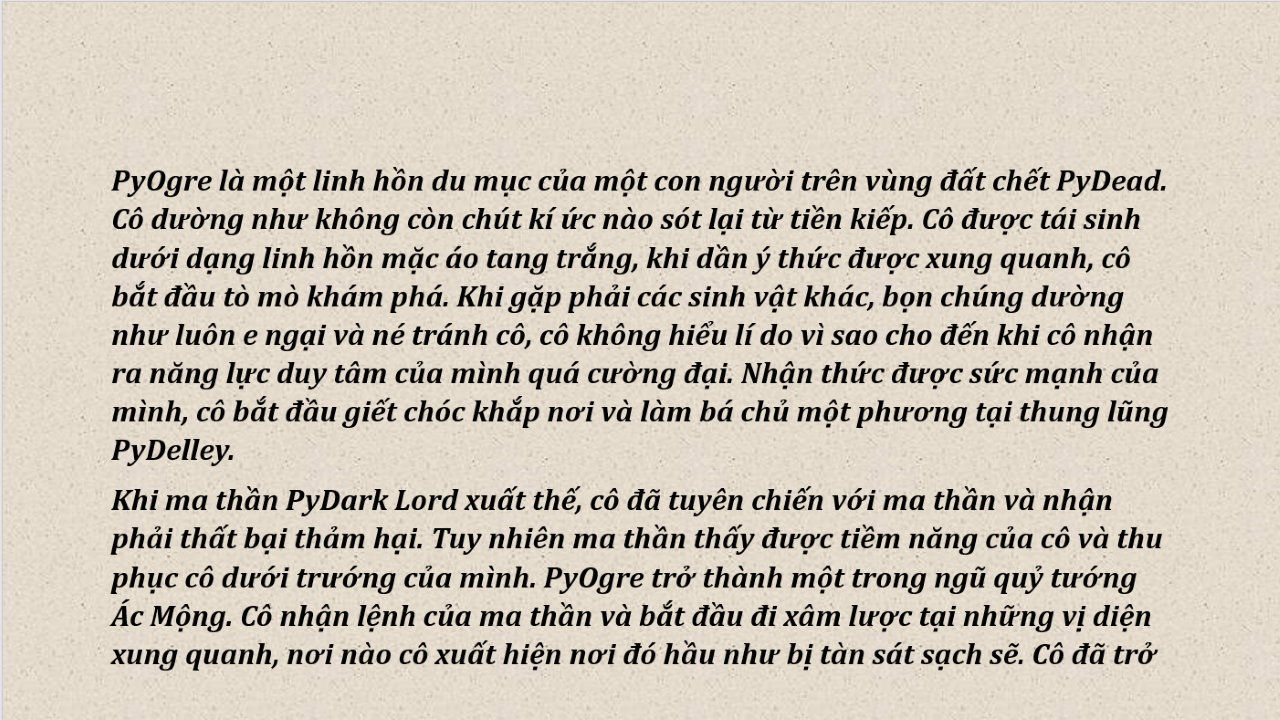 PyOgre là một linh hồn du mục của một con người trên vùng đất chết PyDead.
Cô dường như không còn chút kí ức nào sót lại từ tiền kiếp. Cô được tái sinh
dưới dạng linh hồn mặc áo tang trắng, khi dần ý thức được xung quanh, cô
bắt đầu tò mò khám phá. Khi gặp phải các sinh vật khác, bọn chúng dường
như luôn e ngại và né tránh cô, cô không hiểu lí do vì sao cho đến khi cô nhận
ra năng lực duy tâm của mình quá cường đại. Nhận thức được sức mạnh của
mình, cô bắt đầu giết chóc khắp nơi và làm bá chủ một phương tại thung lũng
PyDelley.
Khi ma thần PyDark Lord xuất thế, cô đã tuyên chiến với ma thần và nhận
phải thất bại thảm hại. Tuy nhiên ma thần thấy được tiềm năng của cô và thu
phục cô dưới trướng của mình. PyOgre trở thành một trong ngũ quỷ tướng
Ác Mộng. Cô nhận lệnh của ma thần và bắt đầu đi xâm lược tại những vị diện
xung quanh, nơi nào cô xuất hiện nơi đó hầu như bị tàn sát sạch sẽ. Cô đã trở